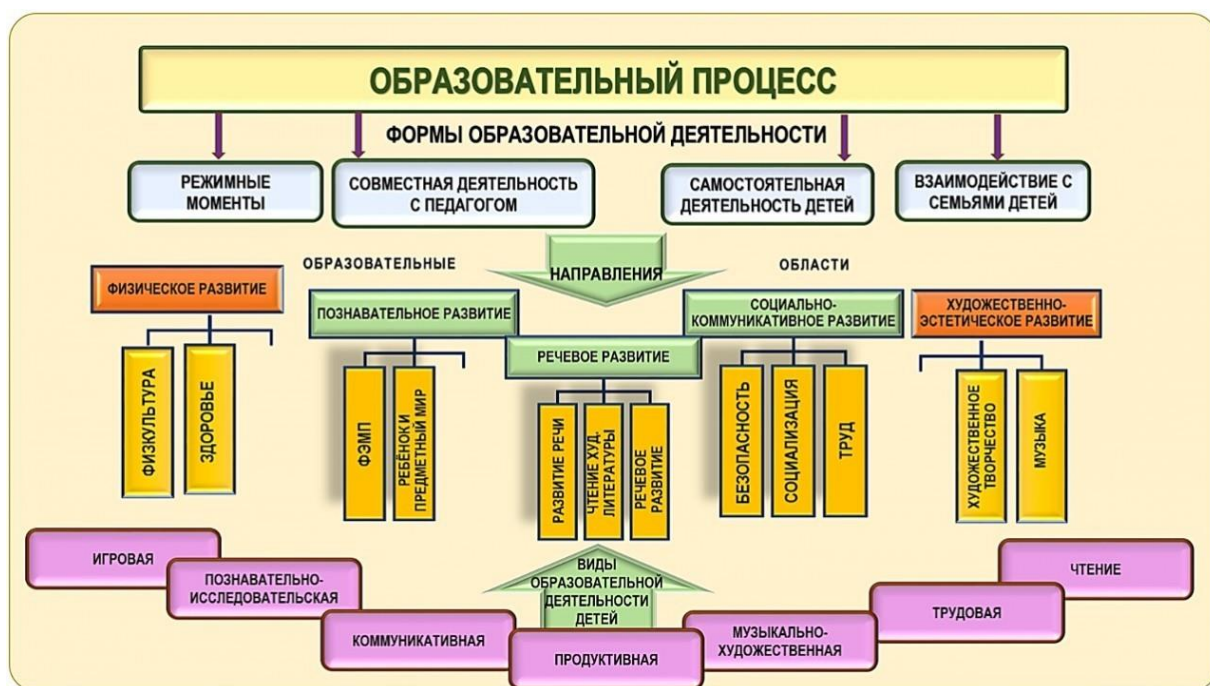 ОБРАЗОВАТЕЛЬНЫЙ ПРОЦЕСС
ФОРМЫ ОБРАЗОВАТЕЛЬНОЙ ДЕЯТЕЛЬНОСТИ
РЕЖИМНЫЕ
МОМЕНТЫ
СОВМЕСТНАЯ ДЕЯТЕЛЬНОСТЬ
С ПЕДАГОГОМ
САМОСТОЯТЕЛЬНАЯ
ДЕЯТЕЛЬНОСТЬ ДЕТЕЙ
ВЗАИМОДЕЙСТВИЕ С
СЕМЬЯМИ ДЕТЕЙ
ОБРАЗОВАТЕЛЬНЫЕ
НАПРАВЛЕНИЯ
ОБЛАСТИ
ФИЗИЧЕСКОЕ РАЗВИТИЕ
ПОЗНАВАТЕЛЬНОЕ РАЗВИТИЕ
РЕЧЕВОЕ РАЗВИТИЕ
СОЦИАЛЬНО-
КОММУНИКАТИВНОЕ РАЗВИТИЕ
ХУДОЖЕСТВЕННО-
ЭСТЕТИЧЕСКОЕ РАЗВИТИЕ
ФИЗКУЛЬТУРА
ЗДОРОВЬЕ
ФЭМП
РЕБЁНОК И
ПРЕДМЕТНЫЙ МИР
РАЗВИТИЕ РЕЧИ
ЧТЕНИЕ ХУД.
ЛИТЕРАТУРЫ
РЕЧЕВОЕ
РАЗВИТИЕ
БЕЗОПАСНОСТЬ
СОЦИАЛИЗАЦИЯ
ТРУД
ХУДОЖЕСТВЕННОЕ
ТВОРЧЕСТВО
МУЗЫКА
ВИДЫ
ОБРАЗОВАТЕЛЬНОЙ
ДЕЯТЕЛЬНОСТИ
ДЕТЕЙ
ИГРОВАЯ
ПОЗНАВАТЕЛЬНО-
ИССЛЕДОВАТЕЛЬСКАЯ
КОММУНИКАТИВНАЯ
ПРОДУКТИВНАЯ
МУЗЫКАЛЬНО-
ХУДОЖЕСТВЕННАЯ
ТРУДОВАЯ
ЧТЕНИЕ